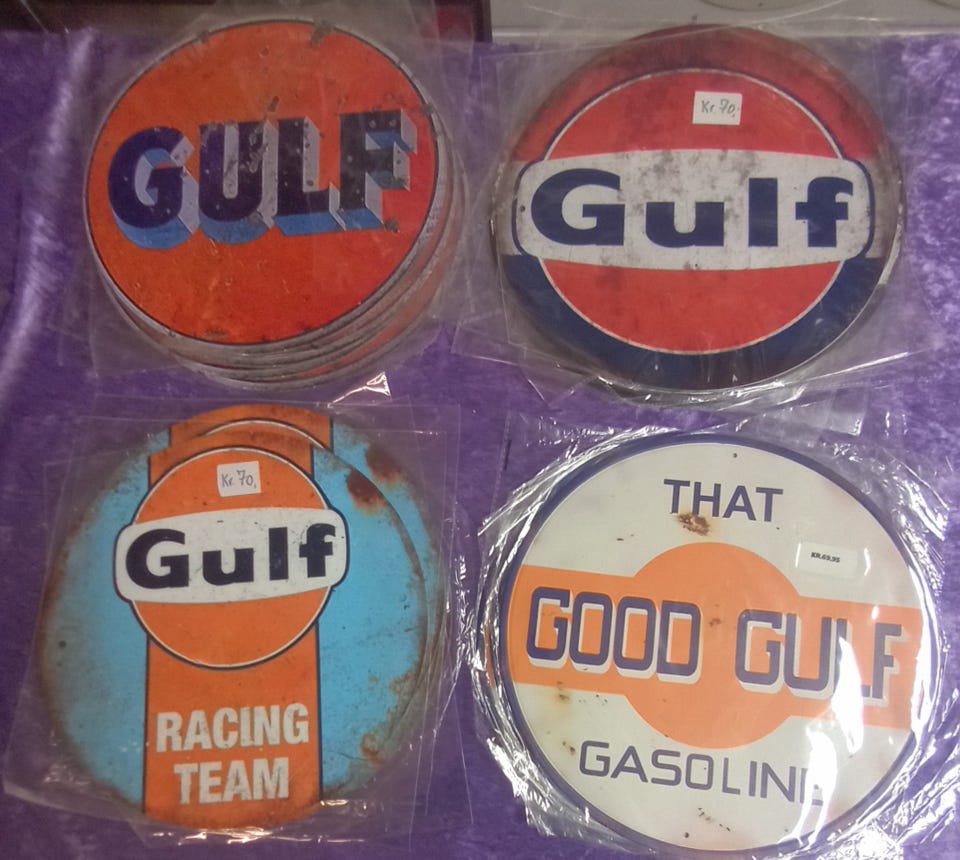 GULF
Kr. 70,-
Gulf
Kr. 70,
Gulf
RACING
TEAM
THAT
KR.69,95
GOOD GULF
GASOLINE